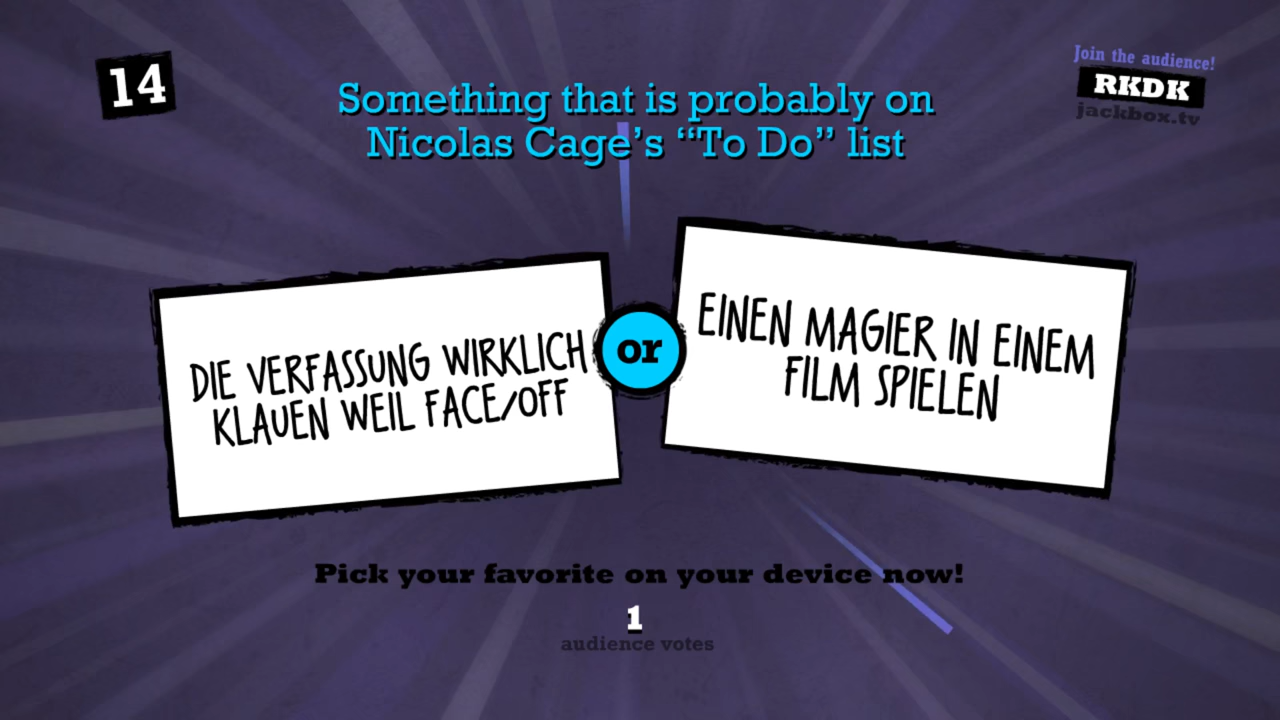 14
Join the audience!
RKDK
jackbox.tv
Something that is probably on
Nicolas Cage's “To Do” list
DIE VERFASSUNG WIRKLICH
KLAUEN WEIL FACE/OFF
or
EINEN MAGIER IN EINEM
FILM SPIELEN
Pick your favorite on your device now!
1
audience votes